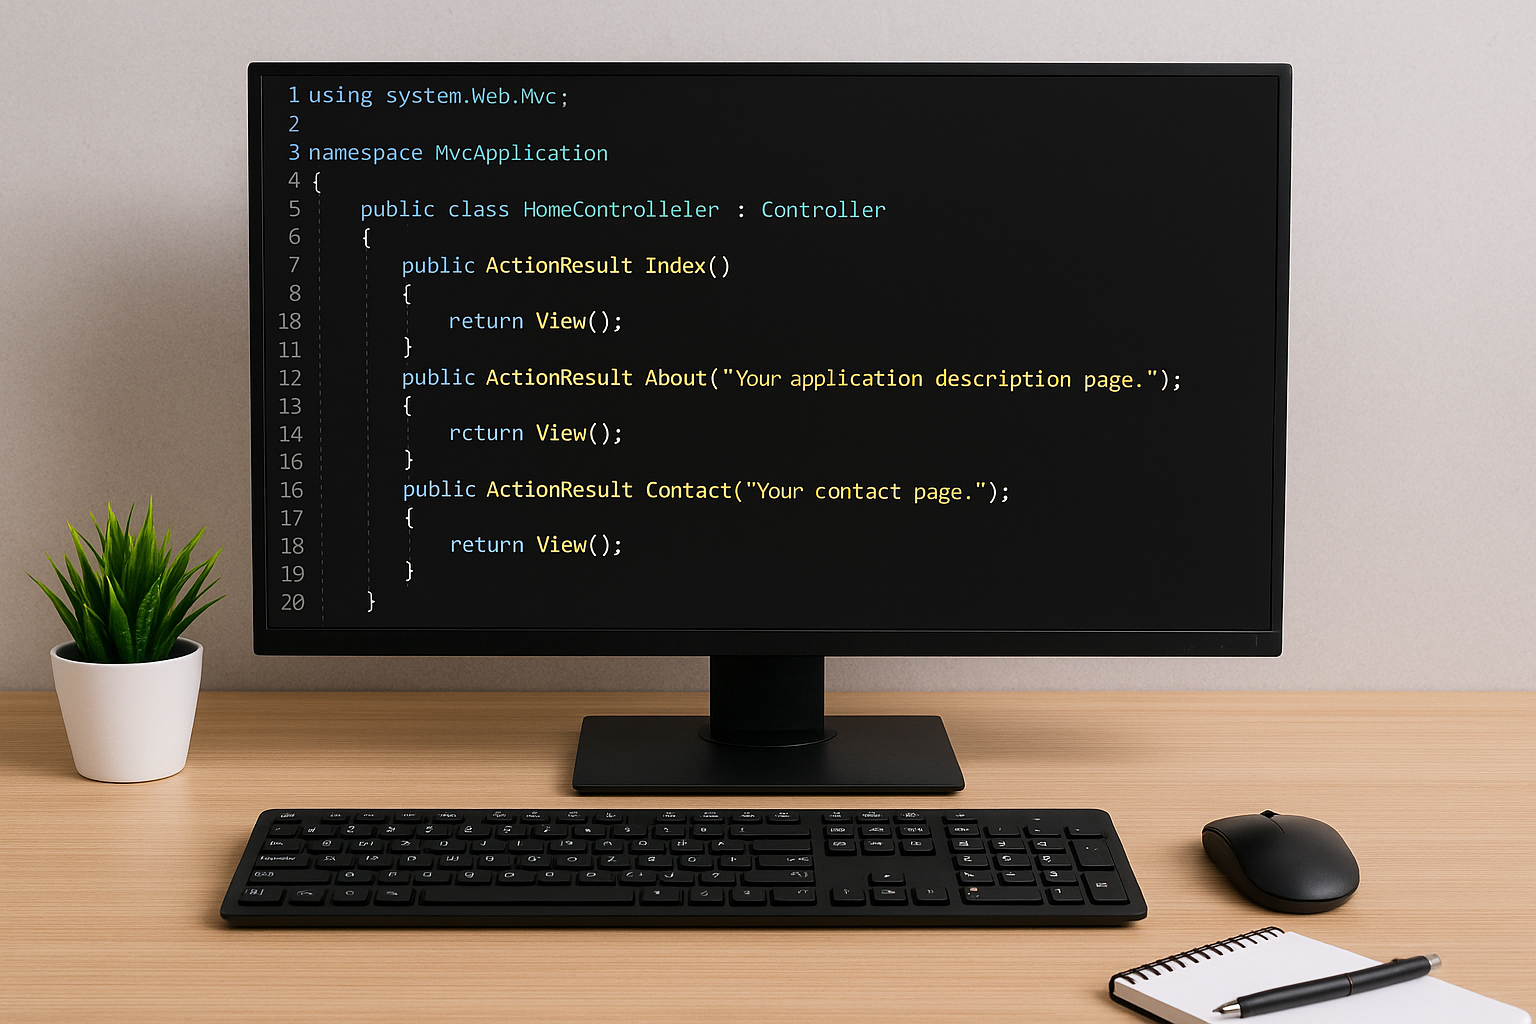 1 using system.Web.Mvc;
2
3 namespace MvcApplication
4 {
5 public class HomeControlleler : Controller
6 {
7 public ActionResult Index()
8 {
18 return View();
11 }
12 public ActionResult About("Your application description page.");
13 {
14 rcturn View();
16 }
16 public ActionResult Contact("Your contact page.");
17 {
18 return View();
19 }
20 }